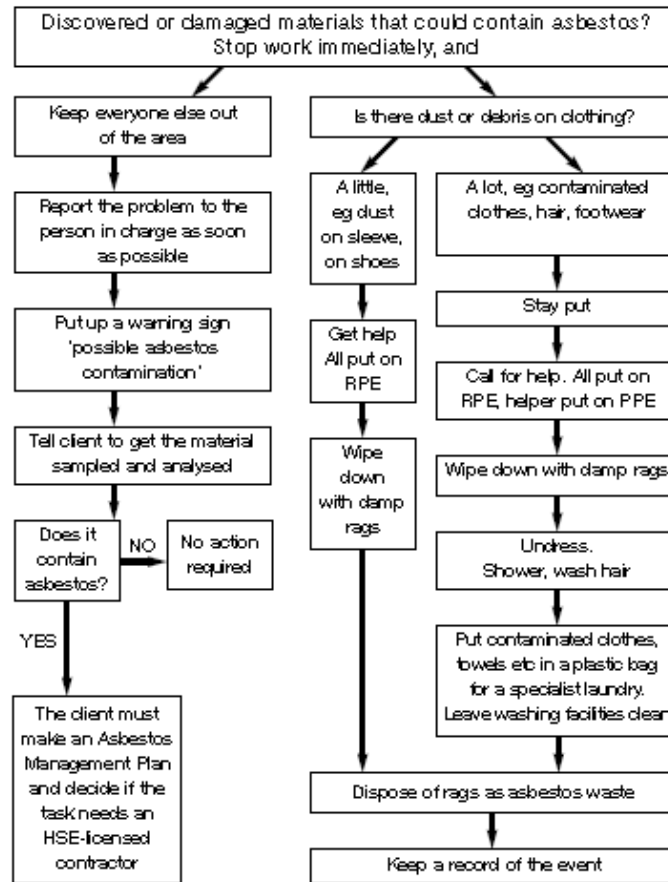 Discovered or damaged materials that could contain asbestos?
Stop work immediately, and
Keep everyone else out
of the area
Report the problem to the
person in charge as soon
as possible
Put up a warning sign
'possible asbestos
contamination'
Tell client to get the material
sampled and analysed
Does it
contain
asbestos?
NO
No action
required
YES
The client must
make an Asbestos
Management Plan
and decide if the
task needs an
HSE-licensed
contractor
Is there dust or debris on clothing?
A little,
eg dust
on sleeve,
on shoes
Get help
All put on
RPE
Wipe
down
with damp
rags
A lot, eg contaminated
clothes, hair, footwear
Stay put
Call for help. All put on
RPE, helper put on PPE
Wipe down with damp rags
Undress.
Shower, wash hair
Put contaminated clothes,
towels etc in a plastic bag
for a specialist laundry.
Leave washing facilities clean
Dispose of rags as asbestos waste
Keep a record of the event